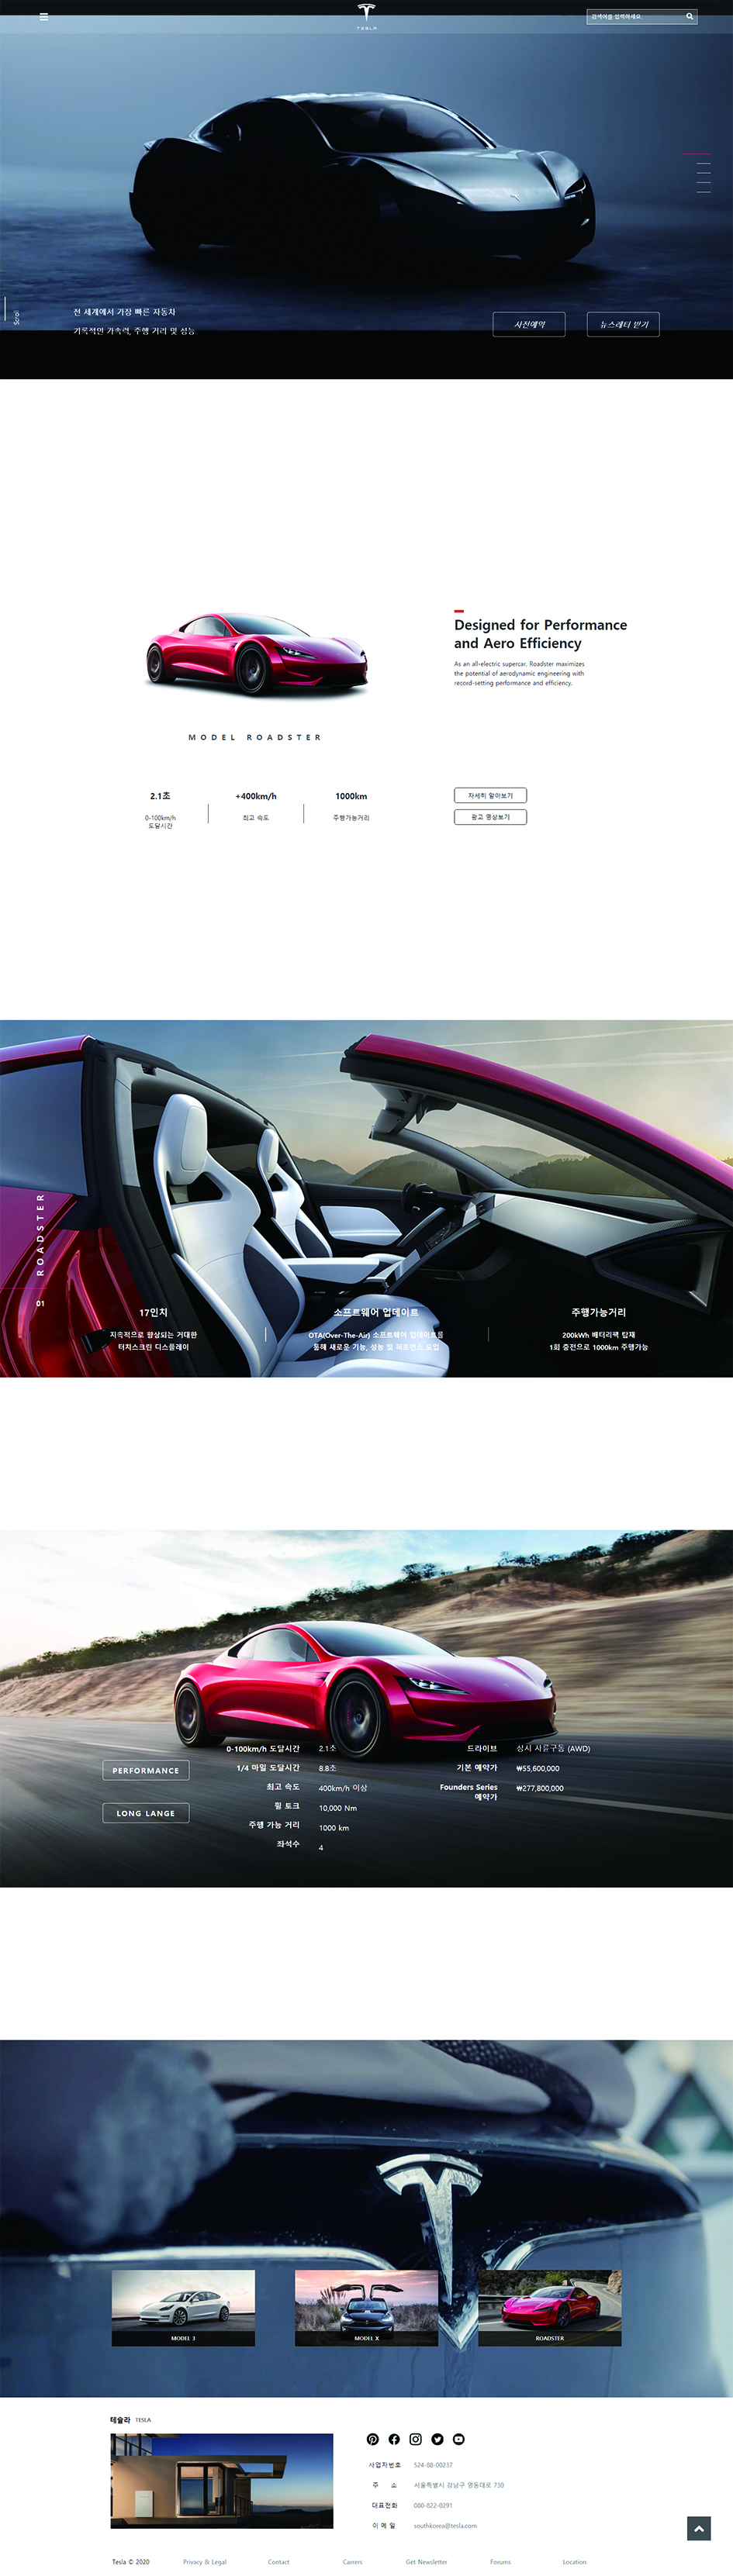 TESLA
검색어를 입력하세요.
전 세계에서 가장 빠른 자동차
기록적인 가속력, 주행 거리 및 성능
Scroll
사전예약
뉴스레터 받기
Designed for Performance
and Aero Efficiency
As an all-electric supercar, Roadster maximizes
the potential of aerodynamic engineering with
record-setting performance and efficiency.
MODEL ROADSTER
2.1초
+400km/h
1000km
0-100km/h
도달시간
최고 속도
주행가능거리
자세히 알아보기
광고 영상보기
ROADSTER
01
17인치
지속적으로 향상되는 거대한
터치스크린 디스플레이
소프트웨어 업데이트
OTA(Over-The-Air) 소프트웨어 업데이트를
통해 새로운 기능, 성능 및 퍼포먼스 도입
주행가능거리
200kWh 배터리팩 탑재
1회 충전으로 1000km 주행가능
PERFORMANCE
LONG LANGE
0-100km/h 도달시간 2.1초
1/4 마일 도달시간 8.8초
최고 속도 400km/h 이상
휠 토크 10,000 Nm
주행 가능 거리 1000 km
좌석수 4
드라이브 상시 사륜구동 (AWD)
기본 예약가 ₩55,600,000
Founders Series ₩277,800,000
예약가
MODEL 3
MODEL X
ROADSTER
테슬라 TESLA
사업자번호 524-88-00237
주 소 서울특별시 강남구 영동대로 730
대표전화 080-822-0291
이 메 일 southkorea@tesla.com
Tesla © 2020 Privacy & Legal Contact Carrers Get Newsletter Forums Location